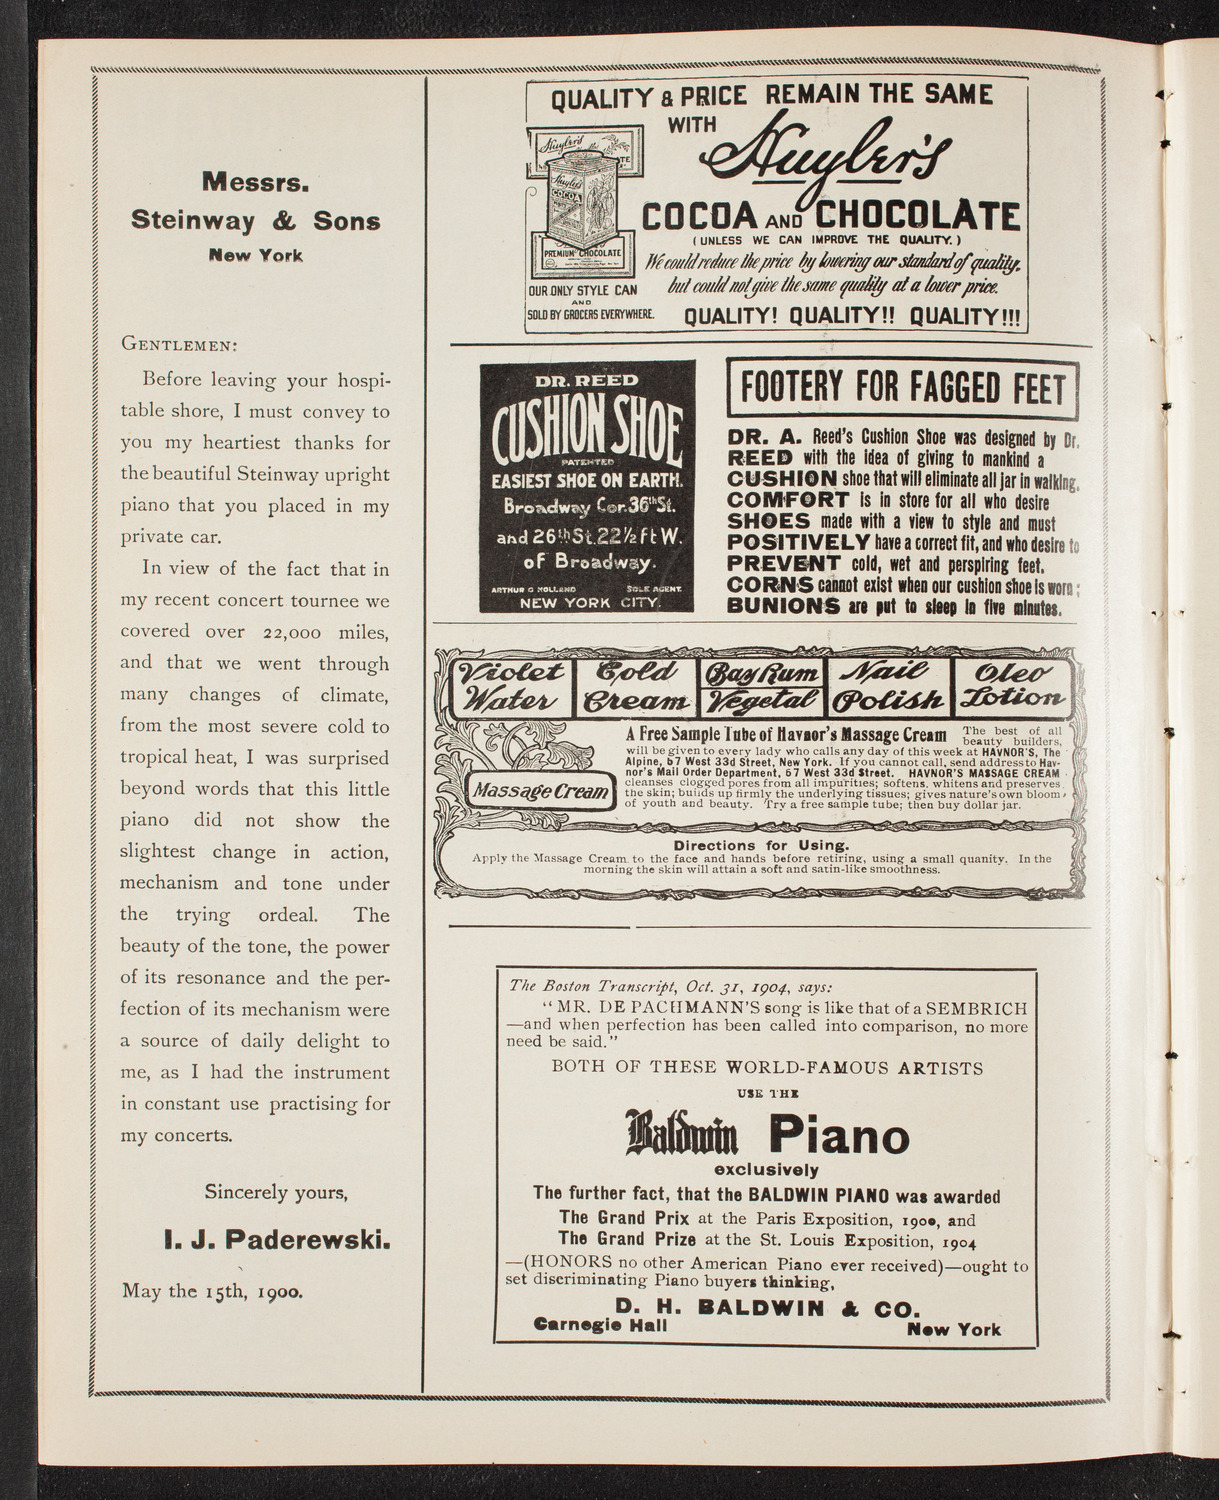 Messrs.
Steinway & Sons
New York
GENTLEMEN:
Before leaving your hospi-
table shore, I must convey to
you my heartiest thanks for
the beautiful Steinway upright
piano that you placed in my
private car.
In view of the fact that in
my recent concert tournee we
covered over 22,000 miles,
and that we went through
many changes of climate,
from the most severe cold to
tropical heat, I was surprised
beyond words that this little
piano did not show the
slightest change in action,
mechanism and tone under
the trying ordeal. The
beauty of the tone, the power
of its resonance and the per-
fection of its mechanism were
a source of daily delight to
me, as I had the instrument
in constant use practising for
my concerts.
Sincerely yours,
I. J. Paderewski.
May the 15th, 1900.
QUALITY & PRICE REMAIN THE SAME
WITH Huyler's
COCOA AND CHOCOLATE
(UNLESS WE CAN IMPROVE THE QUALITY.)
We could reduce the price by lowering our standard of quality,
but could not give the same quality at a lower price.
QUALITY! QUALITY!! QUALITY!!!
Huyler's
Huyler's
COCOA
PREMIUM CHOCOLATE
OUR ONLY STYLE CAN
AND
SOLD BY GROCERS EVERYWHERE.
DR. REED
CUSHION SHOE
PATENTED
EASIEST SHOE ON EARTH.
Broadway Cor. 36th St.
and 26th St. 22½ ft W.
of Broadway.
ARTHUR G HOLLAND SOLE AGENT.
NEW YORK CITY.
FOOTERY FOR FAGGED FEET
DR. A. Reed's Cushion Shoe was designed by Dr.
REED with the idea of giving to mankind a
CUSHION shoe that will eliminate all jar in walking.
COMFORT is in store for all who desire
SHOES made with a view to style and must
POSITIVELY have a correct fit, and who desire to
PREVENT cold, wet and perspiring feet.
CORNS cannot exist when our cushion shoe is worn;
BUNIONS are put to sleep in five minutes.
Violet Water
Cold Cream
Bay Rum
Vegetal
Nail Polish
Oleo Lotion
Massage Cream
A Free Sample Tube of Havnor's Massage Cream The best of all
beauty builders,
will be given to every lady who calls any day of this week at HAVNOR'S, The
Alpine, 67 West 33d Street, New York. If you cannot call, send address to Hav-
nor's Mail Order Department, 67 West 33d Street. HAVNOR'S MASSAGE CREAM
cleanses clogged pores from all impurities; softens, whitens and preserves
the skin; builds up firmly the underlying tissues; gives nature's own bloom
of youth and beauty. Try a free sample tube; then buy dollar jar.
Directions for Using.
Apply the Massage Cream to the face and hands before retiring, using a small quanity. In the
morning the skin will attain a soft and satin-like smoothness.
The Boston Transcript, Oct. 31, 1904, says:
"MR. DE PACHMANN'S song is like that of a SEMBRICH
—and when perfection has been called into comparison, no more
need be said."
BOTH OF THESE WORLD-FAMOUS ARTISTS
USE THE
Baldwin Piano
exclusively
The further fact, that the BALDWIN PIANO was awarded
The Grand Prix at the Paris Exposition, 1900, and
The Grand Prize at the St. Louis Exposition, 1904
—(HONORS no other American Piano ever received)—ought to
set discriminating Piano buyers thinking,
D. H. BALDWIN & CO.
Carnegie Hall New York